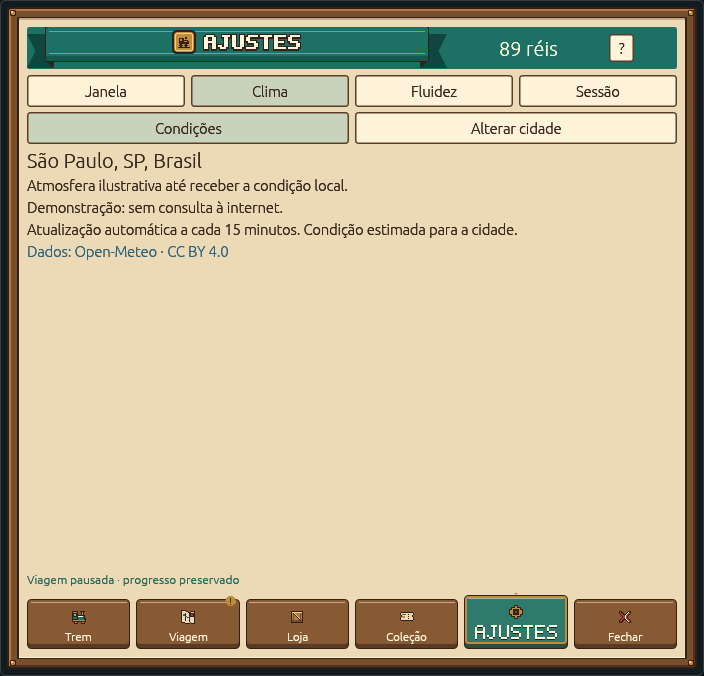 AJUSTES
89 réis
?
Janela
Clima
Fluidez
Sessão
Condições
Alterar cidade
São Paulo, SP, Brasil
Atmosfera ilustrativa até receber a condição local.
Demonstração: sem consulta à internet.
Atualização automática a cada 15 minutos. Condição estimada para a cidade.
Dados: Open-Meteo · CC BY 4.0
Viagem pausada · progresso preservado
!
Trem
Viagem
Loja
Coleção
AJUSTES
Fechar